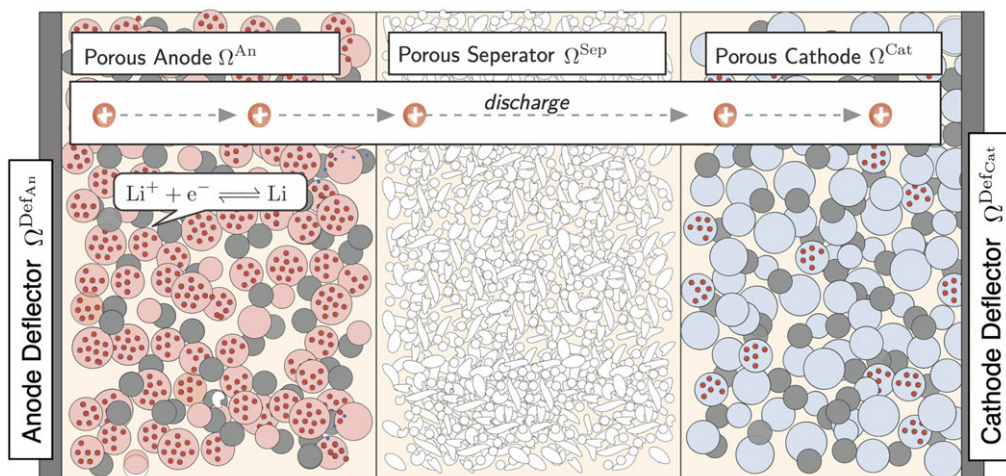 Porous Anode Ω^An
Porous Seperator Ω^Sep
Porous Cathode Ω^Cat
discharge
Li⁺ + e⁻ ⇌ Li
Anode Deflector Ω^Def_An
Cathode Deflector Ω^Def_Cat